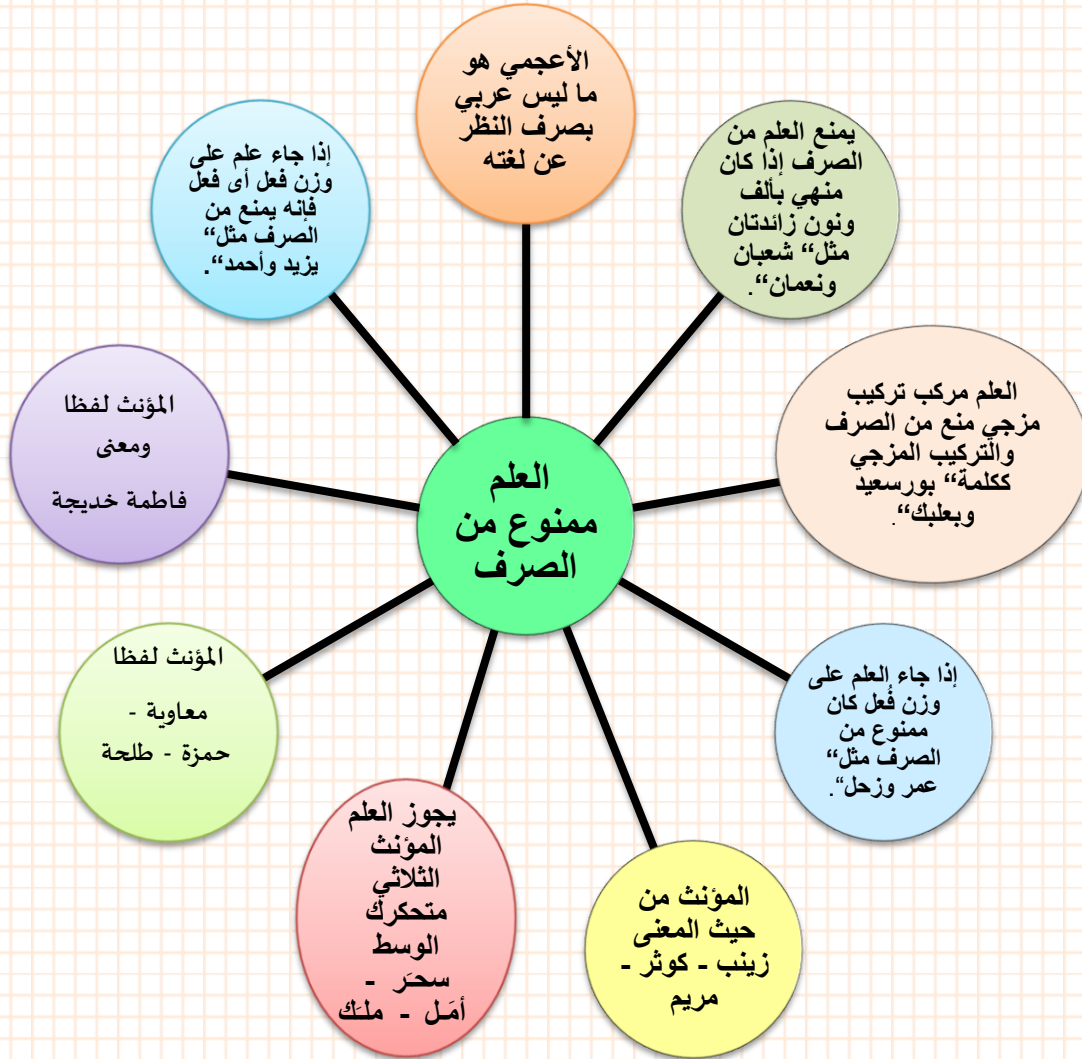 الأعجمي هو
ما ليس عربي
بصرف النظر
عن لغته
يمنع العلم من
الصرف إذا كان
منهي بألف
ونون زائدتان
مثل“ شعبان
ونعمان“.
العلم مركب تركيب
مزجي منع من الصرف
والتركيب المزجي
ككلمة“ بورسعيد
وبعلبك“.
إذا جاء العلم على
وزن فُعل كان
ممنوع من
الصرف مثل“
عمر وزحل“.
المؤنث من
حيث المعنى
زينب - كوثر -
مريم
يجوز العلم
المؤنث
الثلاثي
متحكرك
الوسط
سحَر -
أمَل - ملَك
المؤنث لفظا
معاوية -
حمزة - طلحة
المؤنث لفظا
ومعنى
فاطمة خديجة
إذا جاء علم على
وزن فعل أى فعل
فإنه يمنع من
الصرف مثل“
يزيد وأحمد“.
العلم
ممنوع من
الصرف